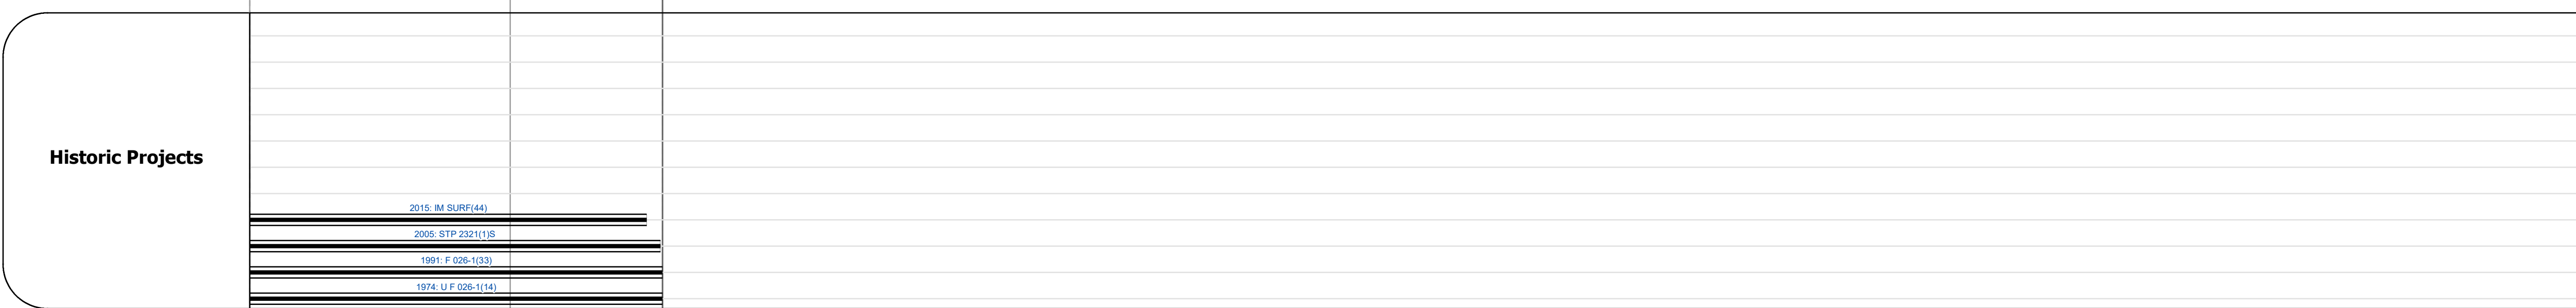 Historic Projects
2015: IM SURF(44)
2005: STP 2321(1)S
1991: F 026-1(33)
1974: U F 026-1(14)